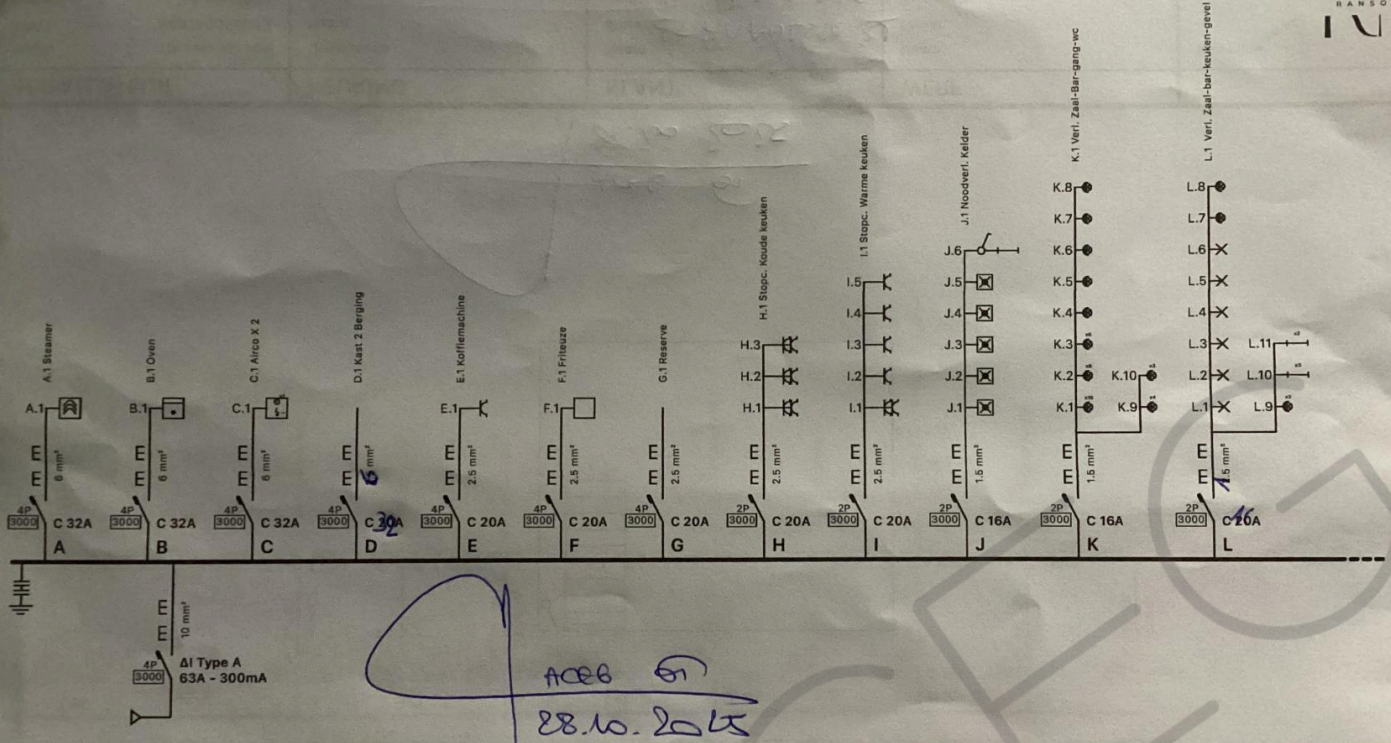 RANSO
A.1 Steamer
B.1 Oven
C.1 Airco X 2
D.1 Kast 2 Berging
E.1 Koffiemachine
F.1 Friteuze
G.1 Reserve
H.1 Stopc. Koude keuken
I.1 Stopc. Warme keuken
J.1 Noodverl. Kelder
K.1 Verl. Zaal-Bar-gang-wc
L.1 Verl. Zaal-bar-keuken-gevel
K.8 L.8
K.7 L.7
J.6 K.6 L.6
I.5 J.5 K.5 L.5
I.4 J.4 K.4 L.4
H.3 I.3 J.3 K.3 L.3 L.11
H.2 I.2 J.2 K.2 K.10 L.2 L.10
A.1 B.1 C.1 E.1 F.1 H.1 I.1 J.1 K.1 K.9 L.1 L.9
E E E E E E E E E E E
E E E E E E E E E E E
6 mm² 6 mm² 6 mm² 6 mm² 2.5 mm² 2.5 mm² 2.5 mm² 2.5 mm² 2.5 mm² 1.5 mm² 1.5 mm² 1.5 mm²
4P 4P 4P 4P 4P 4P 4P 2P 2P 2P 2P 2P
3000 3000 3000 3000 3000 3000 3000 3000 3000 3000 3000 3000
C 32A C 32A C 32A C 32A C 20A C 20A C 20A C 20A C 20A C 16A C 16A C 16A
A B C D E F G H I J K L
E
E
10 mm²
4P
3000
ΔI Type A
63A - 300mA
ACEG
28.10.2025